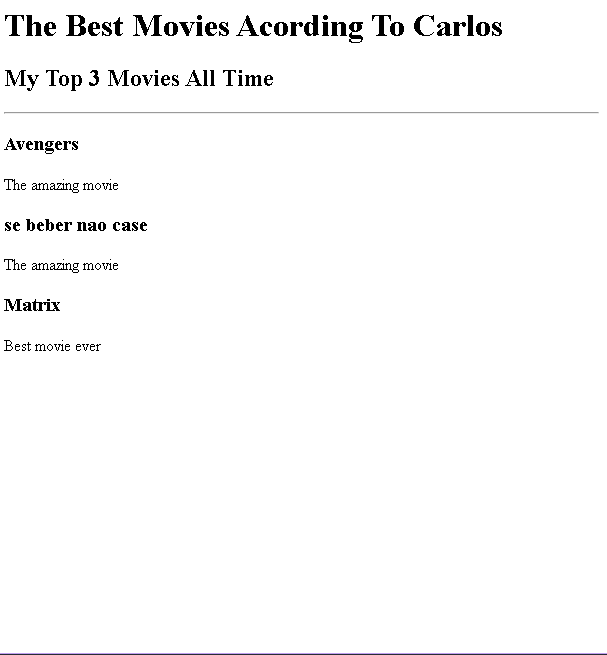 The Best Movies Acording To Carlos
My Top 3 Movies All Time
Avengers
The amazing movie
se beber nao case
The amazing movie
Matrix
Best movie ever